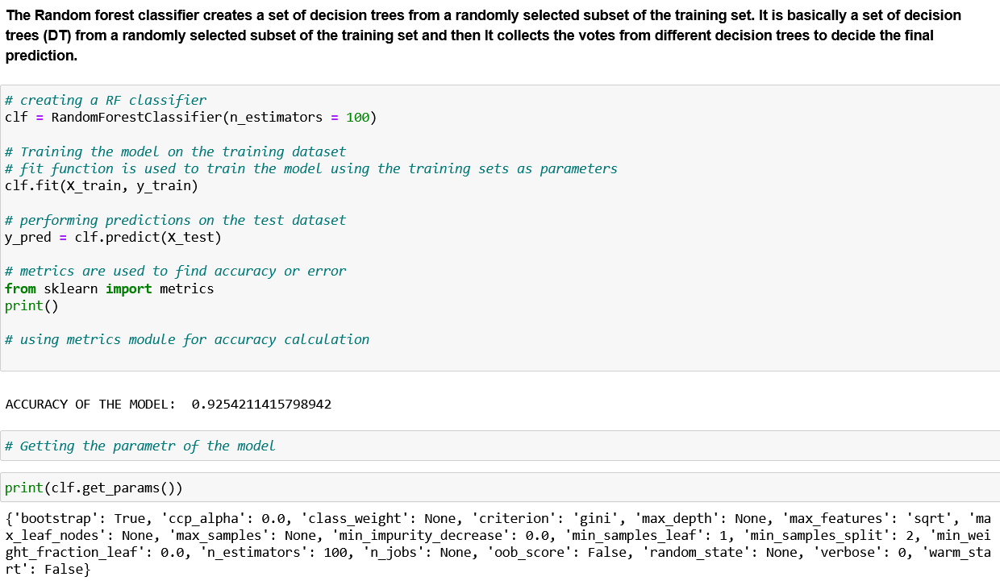 The Random forest classifier creates a set of decision trees from a randomly selected subset of the training set. It is basically a set of decision
trees (DT) from a randomly selected subset of the training set and then It collects the votes from different decision trees to decide the final
prediction.
# creating a RF classifier
clf = RandomForestClassifier(n_estimators = 100)
# Training the model on the training dataset
# fit function is used to train the model using the training sets as parameters
clf.fit(X_train, y_train)
# performing predictions on the test dataset
y_pred = clf.predict(X_test)
# metrics are used to find accuracy or error
from sklearn import metrics
print()
# using metrics module for accuracy calculation
ACCURACY OF THE MODEL:  0.9254211415798942
# Getting the parametr of the model
print(clf.get_params())
{'bootstrap': True, 'ccp_alpha': 0.0, 'class_weight': None, 'criterion': 'gini', 'max_depth': None, 'max_features': 'sqrt', 'ma
x_leaf_nodes': None, 'max_samples': None, 'min_impurity_decrease': 0.0, 'min_samples_leaf': 1, 'min_samples_split': 2, 'min_wei
ght_fraction_leaf': 0.0, 'n_estimators': 100, 'n_jobs': None, 'oob_score': False, 'random_state': None, 'verbose': 0, 'warm_sta
rt': False}